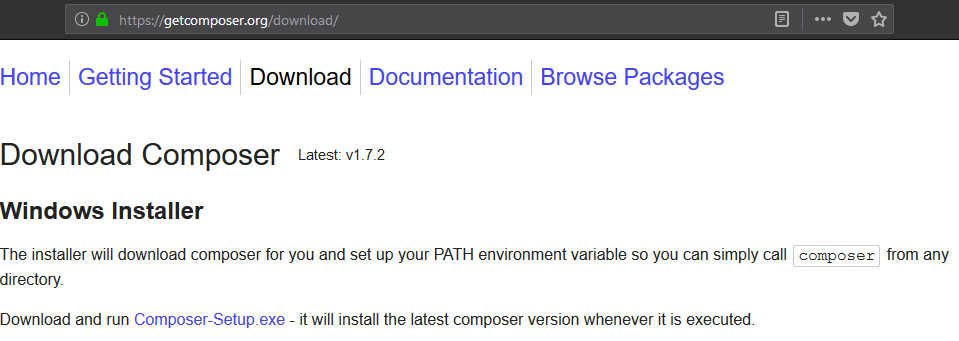 https://getcomposer.org/download/
Home Getting Started Download Documentation Browse Packages
Download Composer Latest: v1.7.2
Windows Installer
The installer will download composer for you and set up your PATH environment variable so you can simply call composer from any
directory.
Download and run Composer-Setup.exe - it will install the latest composer version whenever it is executed.